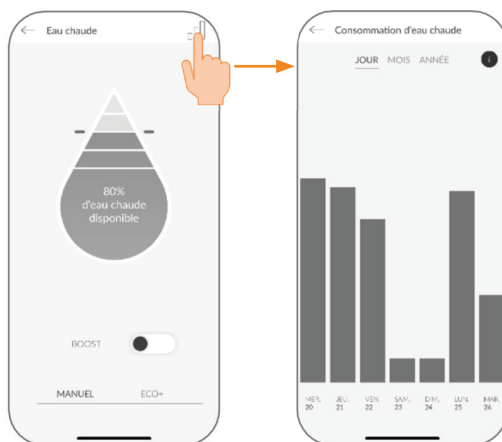 Eau chaude
80%
d'eau chaude
disponible
BOOST
MANUEL ECO+
Consommation d'eau chaude
JOUR MOIS ANNÉE
i
MER. JEU. VEN. SAM. DIM. LUN. MAR.
20 21 22 23 24 25 26